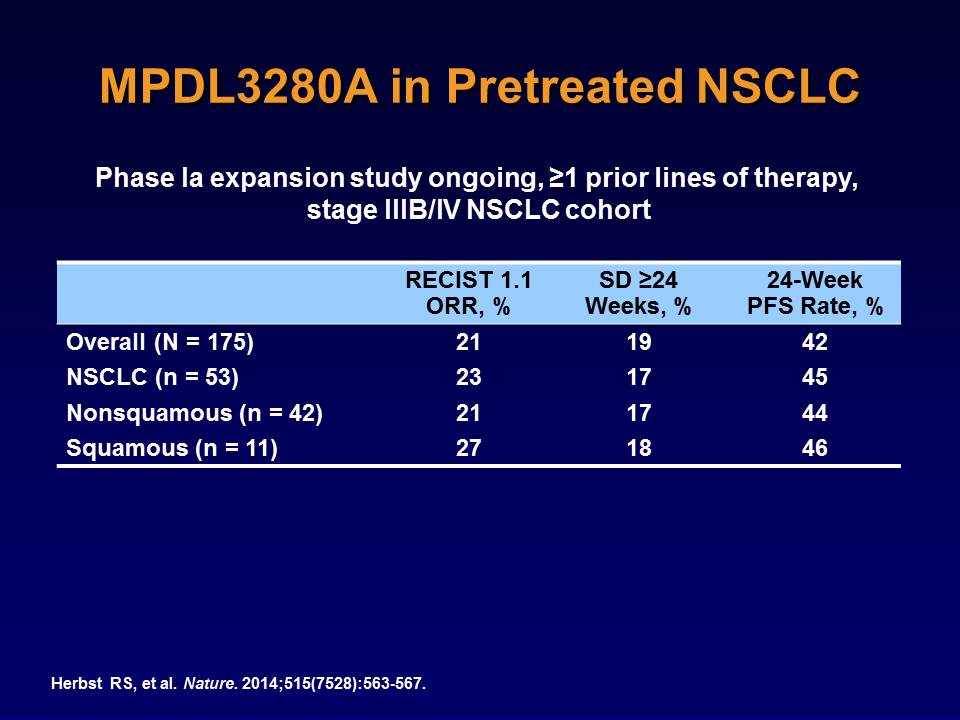 MPDL3280A in Pretreated NSCLC
Phase Ia expansion study ongoing, ≥1 prior lines of therapy,
stage IIIB/IV NSCLC cohort
RECIST 1.1 ORR, % SD ≥24 Weeks, % 24-Week PFS Rate, %
Overall (N = 175) 21 19 42
NSCLC (n = 53) 23 17 45
Nonsquamous (n = 42) 21 17 44
Squamous (n = 11) 27 18 46
Herbst RS, et al. Nature. 2014;515(7528):563-567.